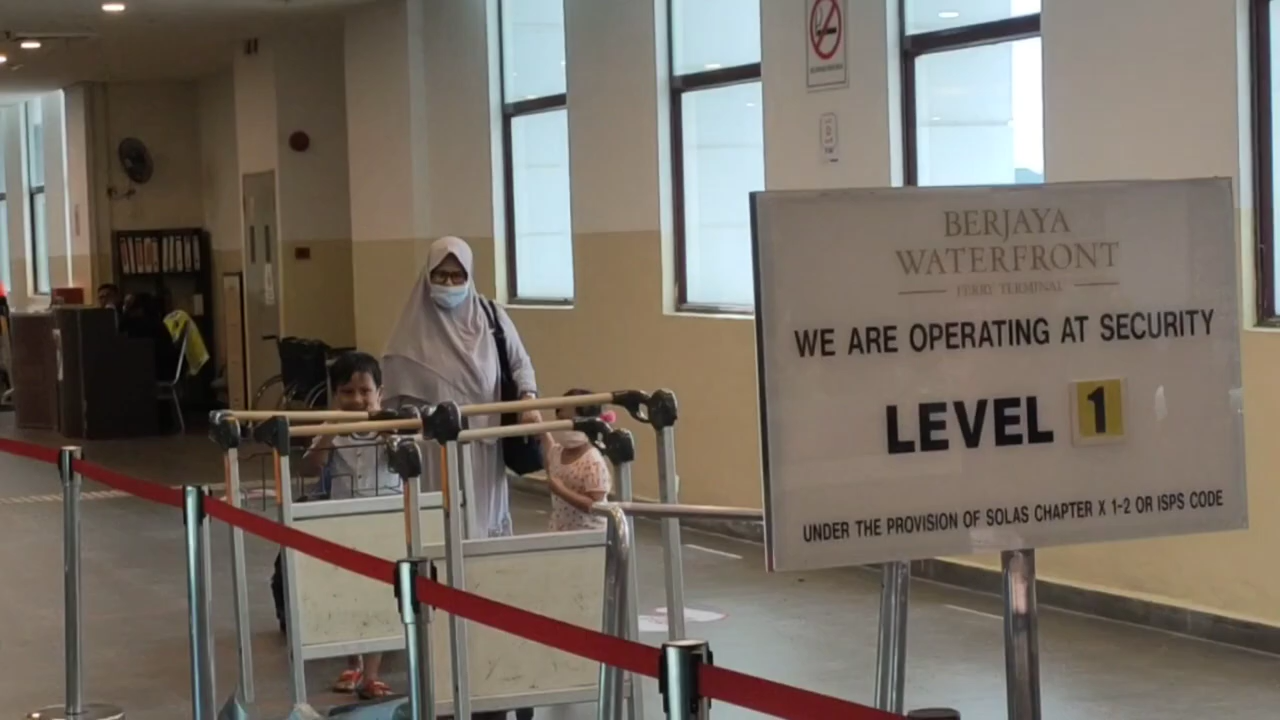 BERJAYA
WATERFRONT
FERRY TERMINAL
WE ARE OPERATING AT SECURITY
LEVEL 1
UNDER THE PROVISION OF SOLAS CHAPTER X 1-2 OR ISPS CODE